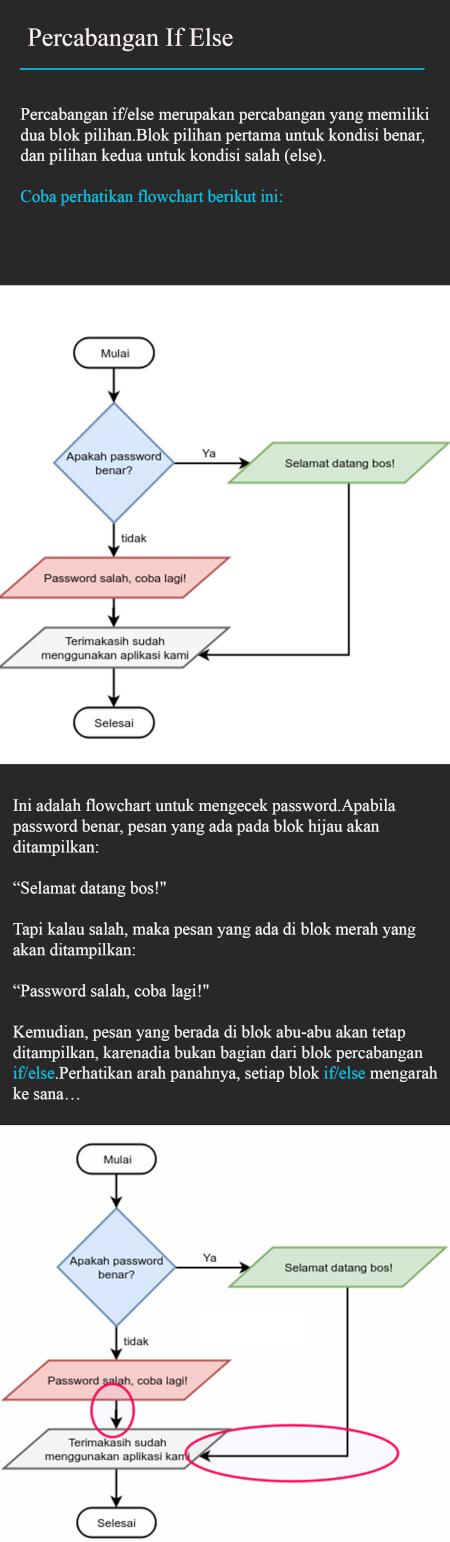 Percabangan If Else
Percabangan if/else merupakan percabangan yang memiliki
dua blok pilihan.Blok pilihan pertama untuk kondisi benar,
dan pilihan kedua untuk kondisi salah (else).
Coba perhatikan flowchart berikut ini:
Mulai
Apakah password
benar?
Ya
Selamat datang bos!
tidak
Password salah, coba lagi!
Terimakasih sudah
menggunakan aplikasi kami
Selesai
Ini adalah flowchart untuk mengecek password.Apabila
password benar, pesan yang ada pada blok hijau akan
ditampilkan:
“Selamat datang bos!"
Tapi kalau salah, maka pesan yang ada di blok merah yang
akan ditampilkan:
“Password salah, coba lagi!"
Kemudian, pesan yang berada di blok abu-abu akan tetap
ditampilkan, karenadia bukan bagian dari blok percabangan
if/else.Perhatikan arah panahnya, setiap blok if/else mengarah
ke sana…
Mulai
Apakah password
benar?
Ya
Selamat datang bos!
tidak
Password salah, coba lagi!
Terimakasih sudah
menggunakan aplikasi kami
Selesai